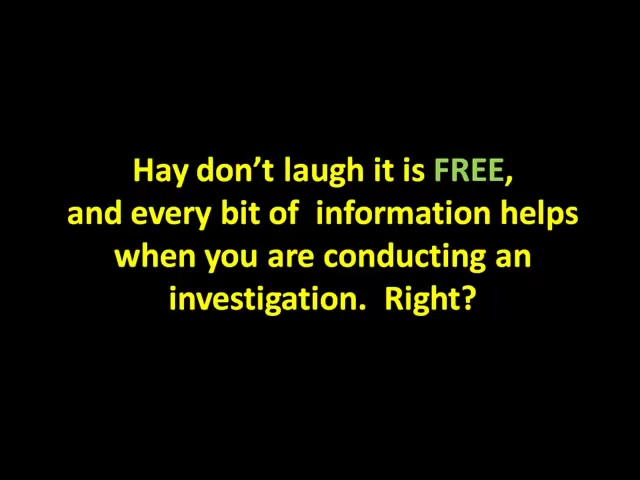 Hay don’t laugh it is FREE,
and every bit of  information helps
when you are conducting an
investigation.  Right?